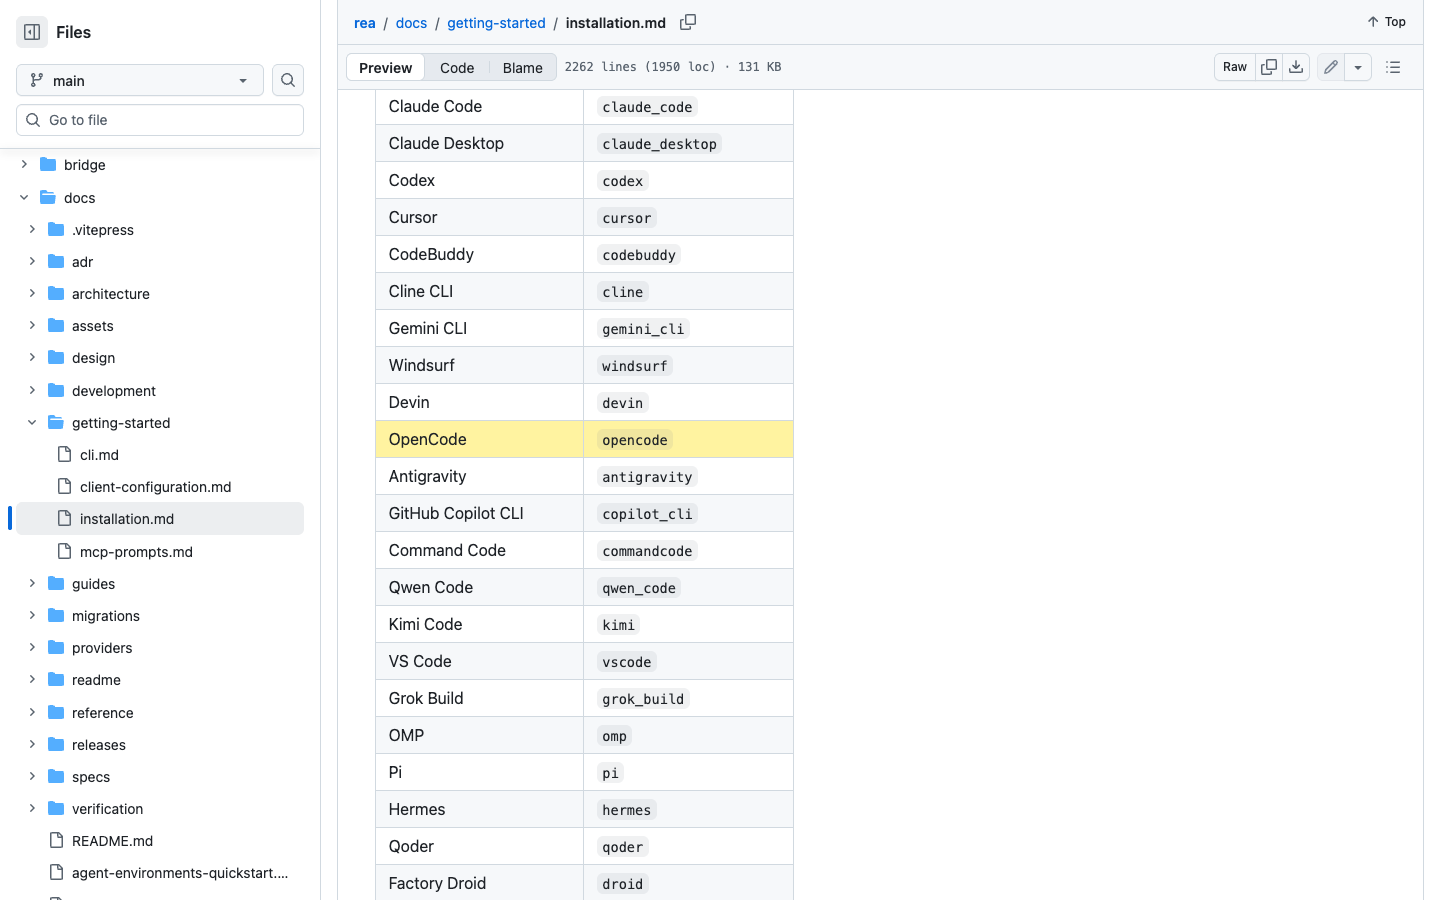 Files
main
Go to file
bridge
docs
.vitepress
adr
architecture
assets
design
development
getting-started
cli.md
client-configuration.md
installation.md
mcp-prompts.md
guides
migrations
providers
readme
reference
releases
specs
verification
README.md
agent-environments-quickstart....
rea / docs / getting-started / installation.md
Top
Preview Code Blame 2262 lines (1950 loc) · 131 KB
Raw
Claude Code claude_code
Claude Desktop claude_desktop
Codex codex
Cursor cursor
CodeBuddy codebuddy
Cline CLI cline
Gemini CLI gemini_cli
Windsurf windsurf
Devin devin
OpenCode opencode
Antigravity antigravity
GitHub Copilot CLI copilot_cli
Command Code commandcode
Qwen Code qwen_code
Kimi Code kimi
VS Code vscode
Grok Build grok_build
OMP omp
Pi pi
Hermes hermes
Qoder qoder
Factory Droid droid